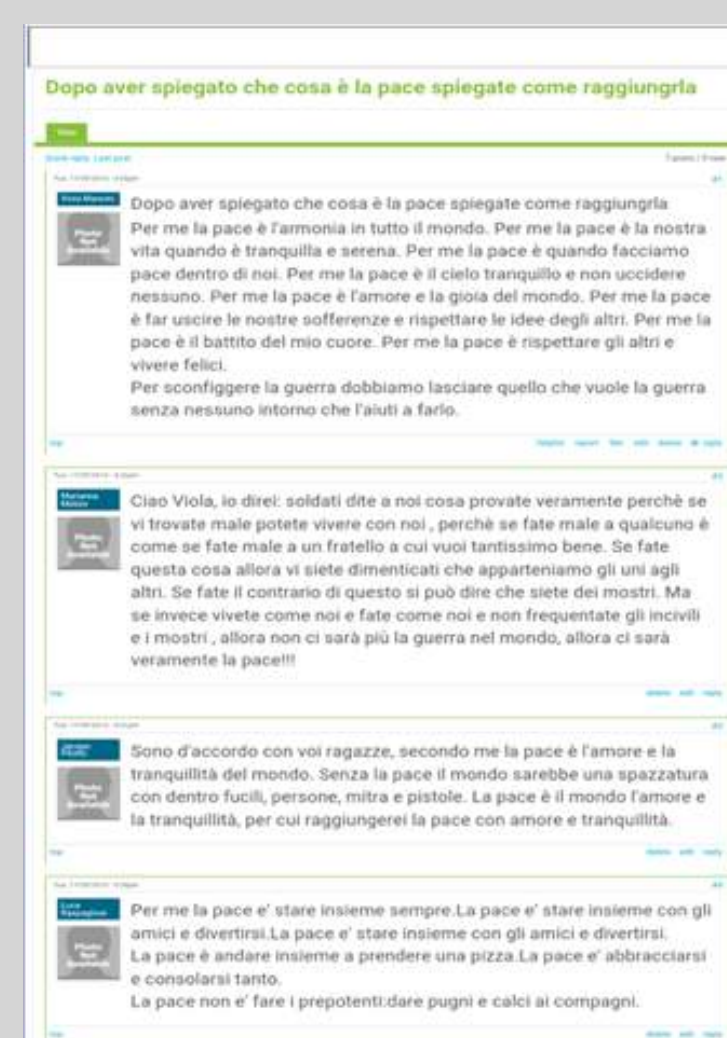 Dopo aver spiegato che cosa è la pace spiegate come raggiungrla
Dopo aver spiegato che cosa è la pace spiegate come raggiungrla
Per me la pace è l'armonia in tutto il mondo. Per me la pace è la nostra
vita quando è tranquilla e serena. Per me la pace è quando facciamo
pace dentro di noi. Per me la pace è il cielo tranquillo e non uccidere
nessuno. Per me la pace è l'amore e la gioia del mondo. Per me la pace
è far uscire le nostre sofferenze e rispettare le idee degli altri. Per me la
pace è il battito del mio cuore. Per me la pace è rispettare gli altri e
vivere felici.
Per sconfiggere la guerra dobbiamo lasciare quello che vuole la guerra
senza nessuno intorno che l'aiuti a farlo.
Ciao Viola, io direi: soldati dite a noi cosa provate veramente perchè se
vi trovate male potete vivere con noi , perchè se fate male a qualcuno è
come se fate male a un fratello a cui vuoi tantissimo bene. Se fate
questa cosa allora vi siete dimenticati che apparteniamo gli uni agli
altri. Se fate il contrario di questo si può dire che siete dei mostri. Ma
se invece vivete come noi e fate come noi e non frequentate gli incivili
e i mostri , allora non ci sarà più la guerra nel mondo, allora ci sarà
veramente la pace!!!
Photo
Not
Sono d'accordo con voi ragazze, secondo me la pace è l'amore e la
tranquillità del mondo. Senza la pace il mondo sarebbe una spazzatura
con dentro fucili, persone, mitra e pistole. La pace è il mondo l'amore e
la tranquillità, per cui raggiungerei la pace con amore e tranquillità.
Per me la pace e' stare insieme sempre.La pace e' stare insieme con gli
amici e divertirsi.La pace e' stare insieme con gli amici e divertirsi.
La pace è andare insieme a prendere una pizza.La pace e' abbracciarsi
e consolarsi tanto.
La pace non e' fare i prepotenti:dare pugni e calci ai compagni.